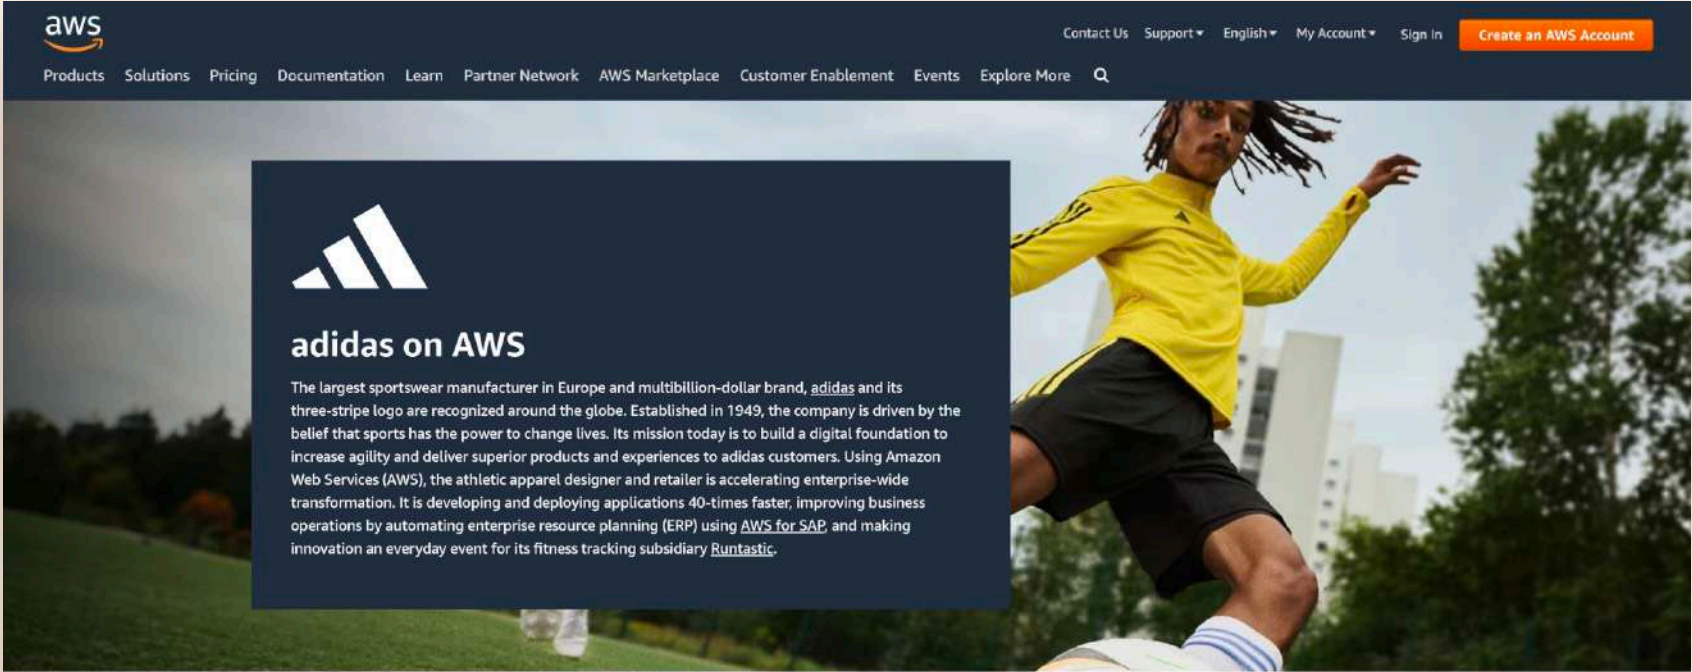 aws
Contact Us Support English My Account Sign In Create an AWS Account
Products Solutions Pricing Documentation Learn Partner Network AWS Marketplace Customer Enablement Events Explore More
adidas on AWS
The largest sportswear manufacturer in Europe and multibillion-dollar brand, adidas and its
three-stripe logo are recognized around the globe. Established in 1949, the company is driven by the
belief that sports has the power to change lives. Its mission today is to build a digital foundation to
increase agility and deliver superior products and experiences to adidas customers. Using Amazon
Web Services (AWS), the athletic apparel designer and retailer is accelerating enterprise-wide
transformation. It is developing and deploying applications 40-times faster, improving business
operations by automating enterprise resource planning (ERP) using AWS for SAP, and making
innovation an everyday event for its fitness tracking subsidiary Runtastic.